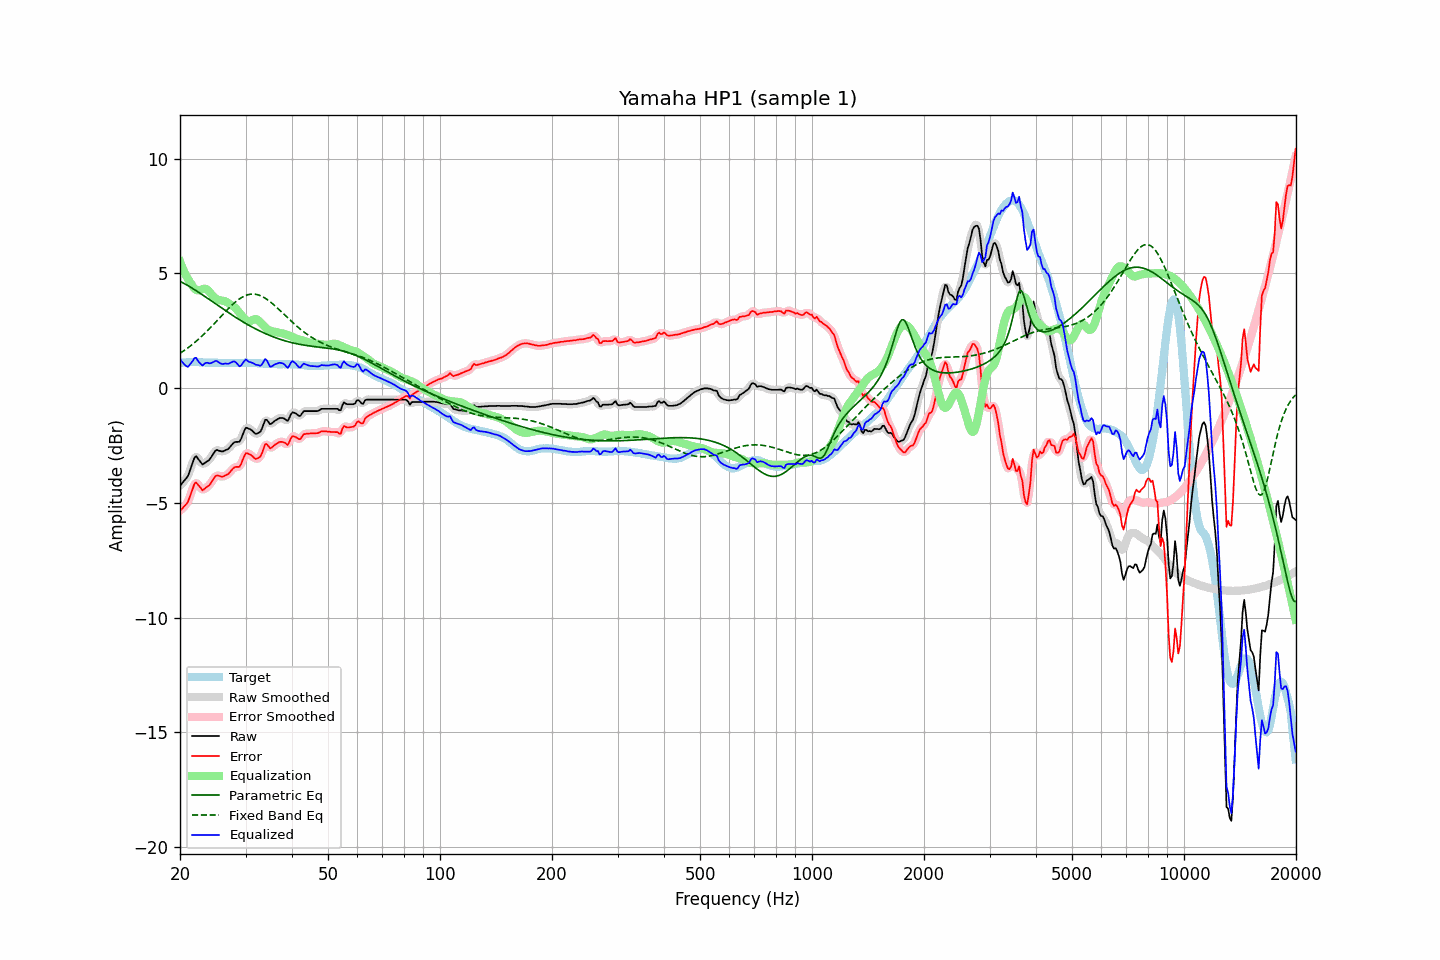 Yamaha HP1 (sample 1)
Amplitude (dBr)
10
5
0
−5
−10
−15
−20
Target
Raw Smoothed
Error Smoothed
Raw
Error
Equalization
Parametric Eq
Fixed Band Eq
Equalized
20 50 100 200 500 1000 2000 5000 10000 20000
Frequency (Hz)